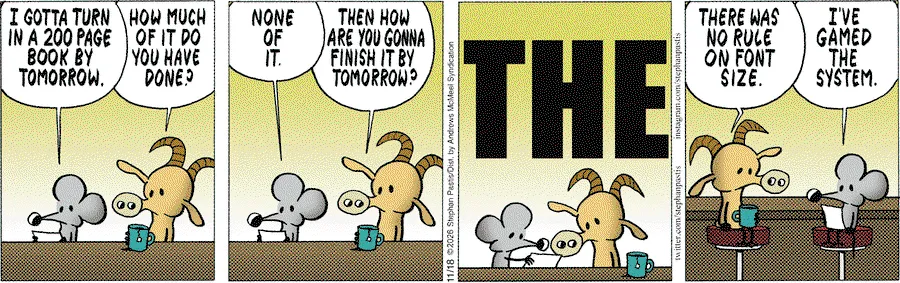 I GOTTA TURN
IN A 200 PAGE
BOOK BY
TOMORROW.
HOW MUCH
OF IT DO
YOU HAVE
DONE?
NONE
OF
IT.
THEN HOW
ARE YOU GONNA
FINISH IT BY
TOMORROW?
11/18 ©2026 Stephan Pastis/Dist. by Andrews McMeel Syndication
THE
twitter.com/stephanpastis instagram.com/stephanpastis
THERE WAS
NO RULE
ON FONT
SIZE.
I'VE
GAMED
THE
SYSTEM.